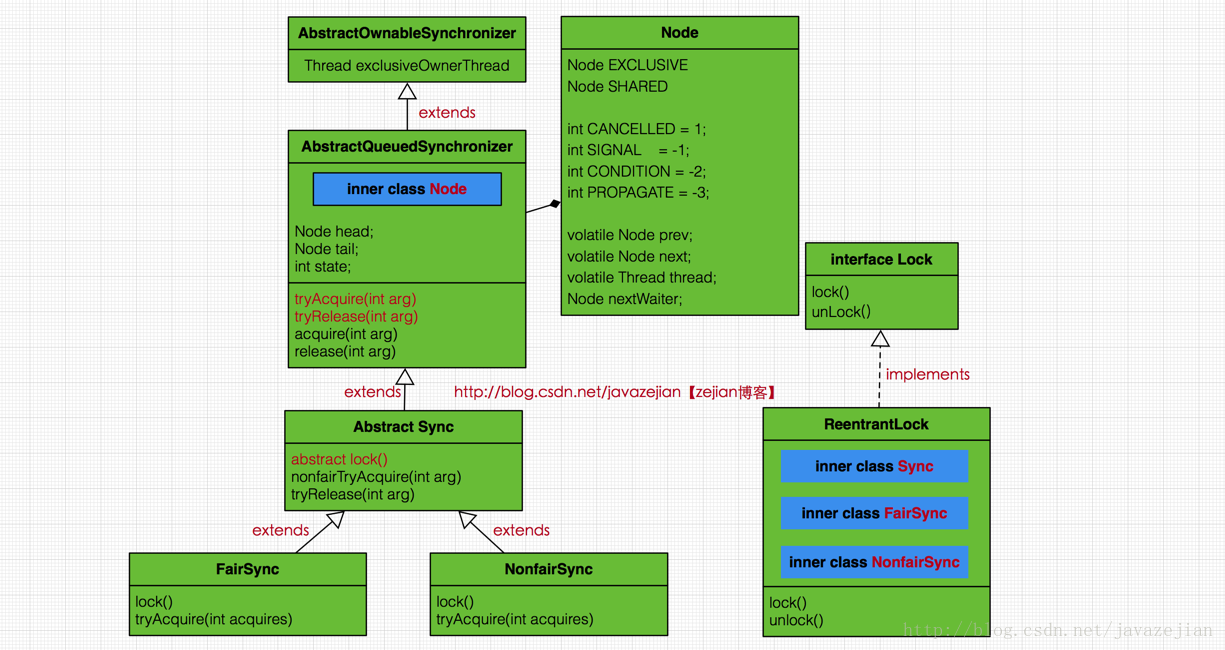 AbstractOwnableSynchronizer
Thread exclusiveOwnerThread
extends
AbstractQueuedSynchronizer
inner class Node
Node head;
Node tail;
int state;
tryAcquire(int arg)
tryRelease(int arg)
acquire(int arg)
release(int arg)
Node
Node EXCLUSIVE
Node SHARED
int CANCELLED = 1;
int SIGNAL = -1;
int CONDITION = -2;
int PROPAGATE = -3;
volatile Node prev;
volatile Node next;
volatile Thread thread;
Node nextWaiter;
interface Lock
lock()
unLock()
implements
extends
http://blog.csdn.net/javazejian【zejian博客】
Abstract Sync
abstract lock()
nonfairTryAcquire(int arg)
tryRelease(int arg)
extends
extends
FairSync
lock()
tryAcquire(int acquires)
NonfairSync
lock()
tryAcquire(int acquires)
ReentrantLock
inner class Sync
inner class FairSync
inner class NonfairSync
lock()
unlock()
http://blog.csdn.net/javazejian